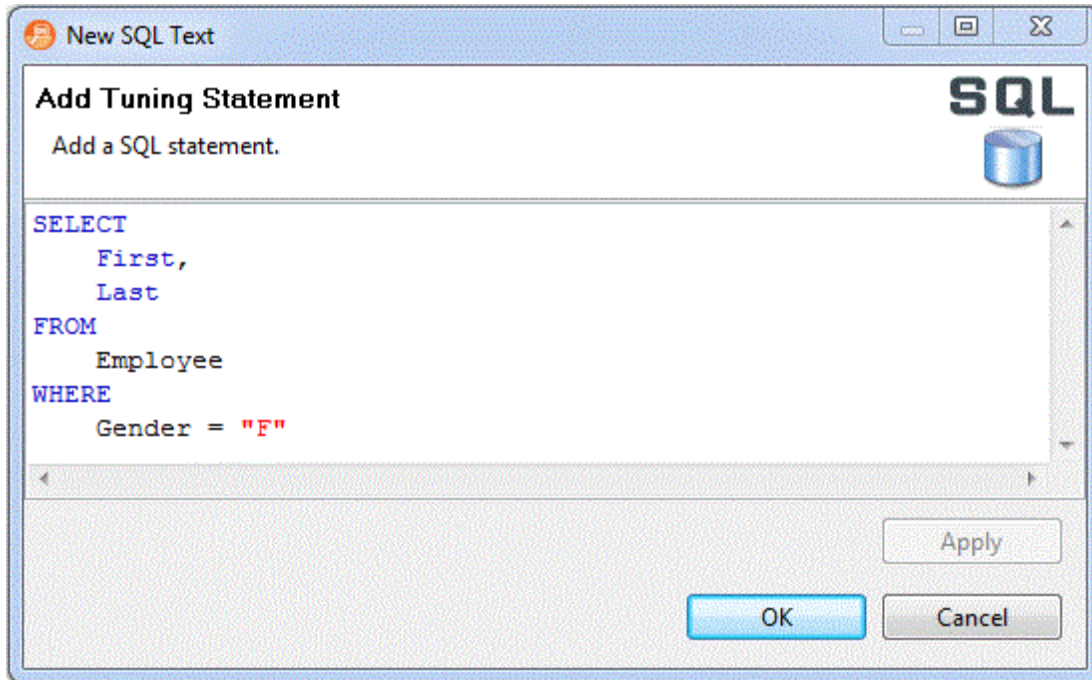 New SQL Text
Add Tuning Statement
SQL
Add a SQL statement.
SELECT
    First,
    Last
FROM
    Employee
WHERE
    Gender = "F"
Apply
OK
Cancel